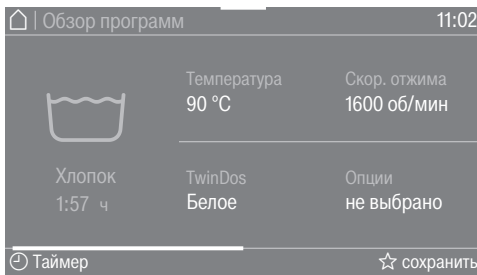 | Обзор программ 11:02
Температура Скор. отжима
90 °C 1600 об/мин
Хлопок TwinDos Опции
1:57 ч Белое не выбрано
Таймер сохранить